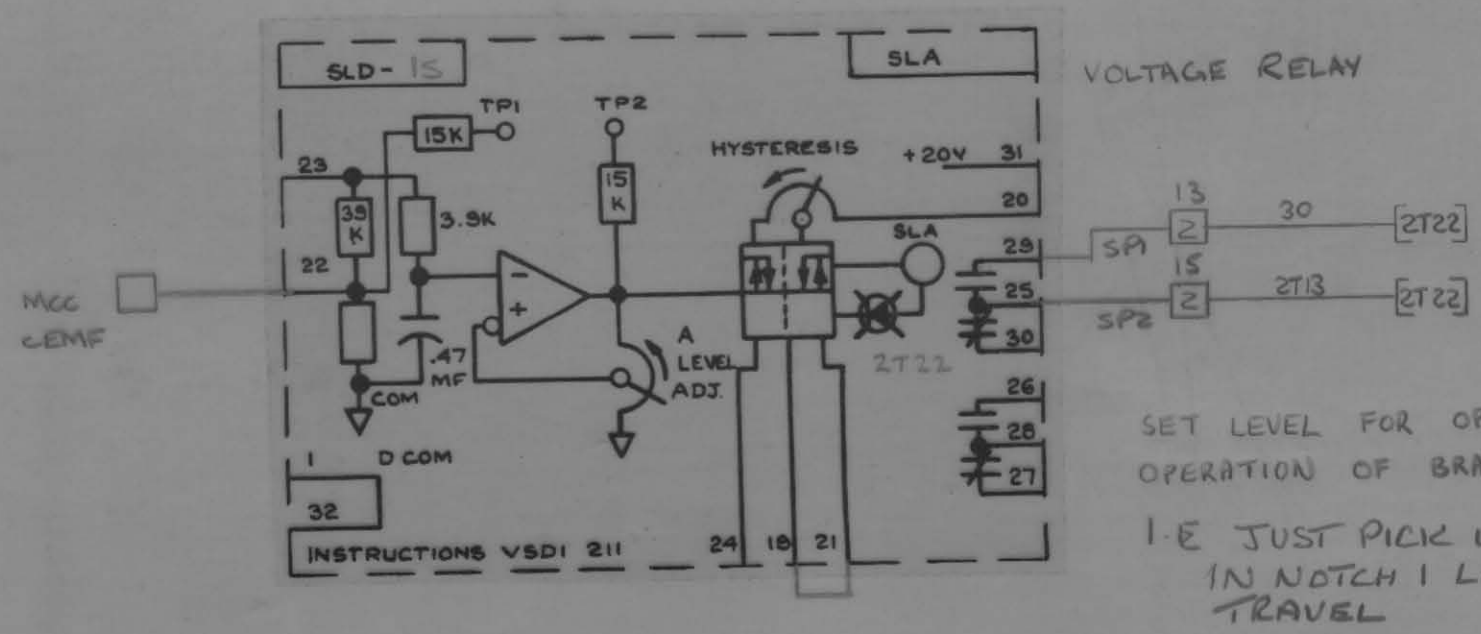 SLD-15
SLA
VOLTAGE RELAY
TP1
TP2
15K
HYSTERESIS
+20V 31
23
15
K
20
13
39
K
3.9K
SLA
29
SP1
2
30
[2T22]
22
25
15
MCC
CEMF
-
+
A
LEVEL
ADJ.
2T22
30
SP2
2
2T13
[2T22]
.47
MF
COM
26
28
27
SET LEVEL FOR
OPERATION OF
1 D COM
32
I.E JUST PICK
IN NOTCH 1
TRAVEL
INSTRUCTIONS VSD1 211
24
18
21